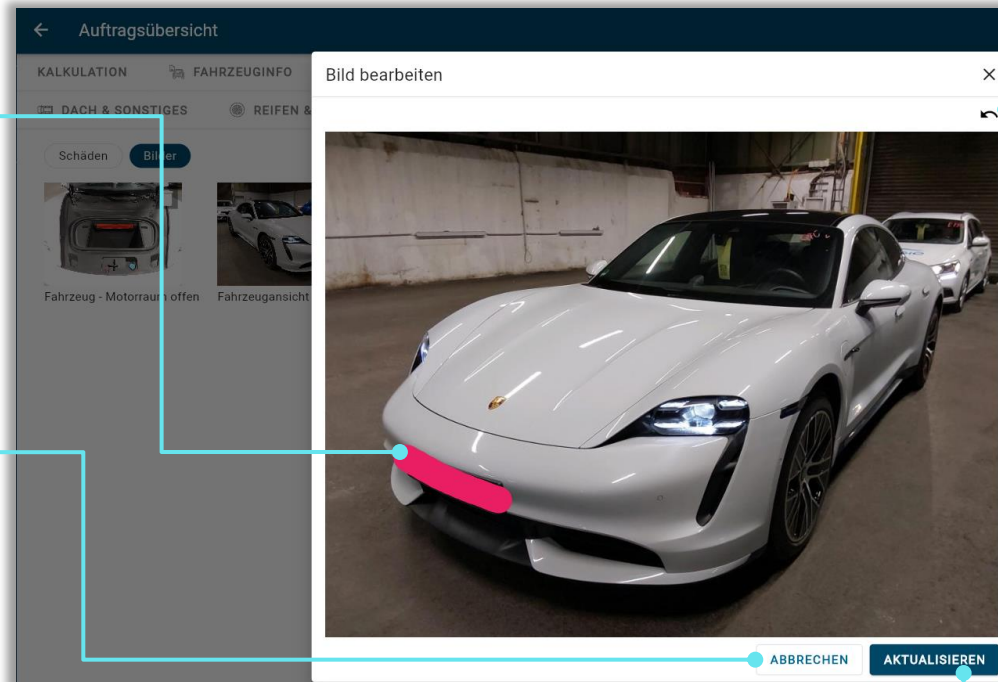 Auftragsübersicht
KALKULATION
FAHRZEUGINFO
DACH & SONSTIGES
REIFEN &
Schäden
Bilder
Fahrzeug - Motorraum offen
Fahrzeugansicht
Bild bearbeiten
ABBRECHEN
AKTUALISIEREN